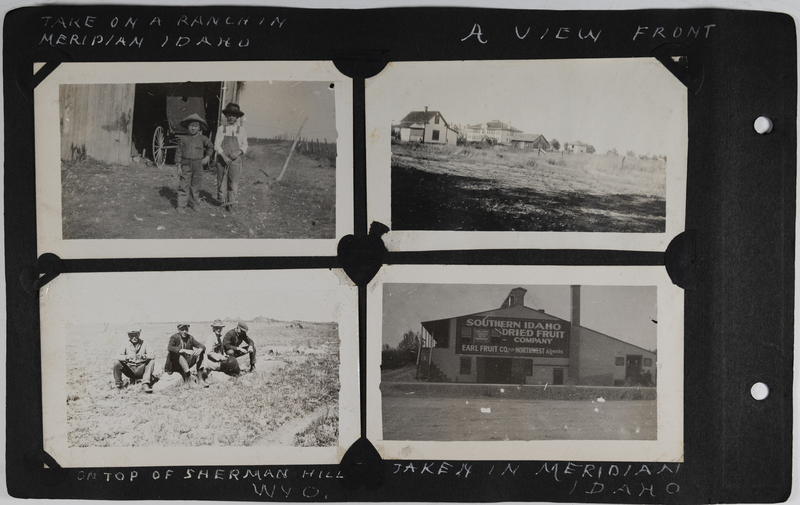 TAKE ON A RANCH IN
MERIDIAN IDAHO
A VIEW FRONT
SOUTHERN IDAHO
DRIED FRUIT
COMPANY
EARL FRUIT CO. NORTHWEST Agents
ON TOP OF SHERMAN HILL
WYO.
TAKEN IN MERIDIAN
IDAHO